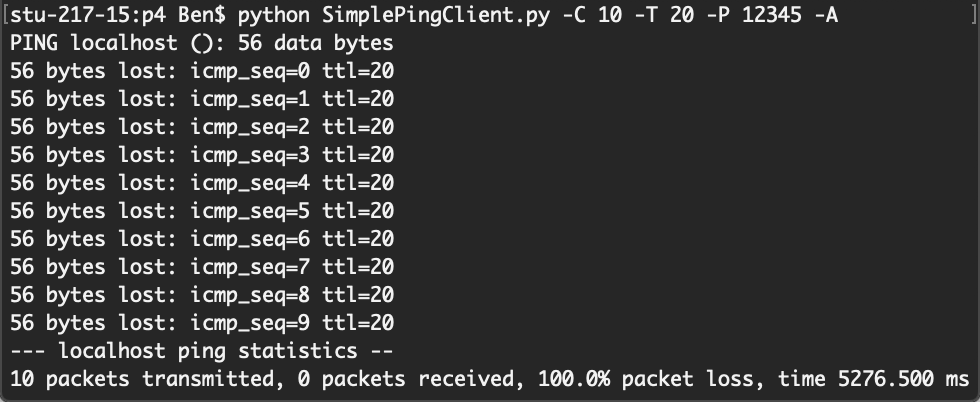 [stu-217-15:p4 Ben$ python SimplePingClient.py -C 10 -T 20 -P 12345 -A ]
PING localhost (): 56 data bytes
56 bytes lost: icmp_seq=0 ttl=20
56 bytes lost: icmp_seq=1 ttl=20
56 bytes lost: icmp_seq=2 ttl=20
56 bytes lost: icmp_seq=3 ttl=20
56 bytes lost: icmp_seq=4 ttl=20
56 bytes lost: icmp_seq=5 ttl=20
56 bytes lost: icmp_seq=6 ttl=20
56 bytes lost: icmp_seq=7 ttl=20
56 bytes lost: icmp_seq=8 ttl=20
56 bytes lost: icmp_seq=9 ttl=20
--- localhost ping statistics --
10 packets transmitted, 0 packets received, 100.0% packet loss, time 5276.500 ms